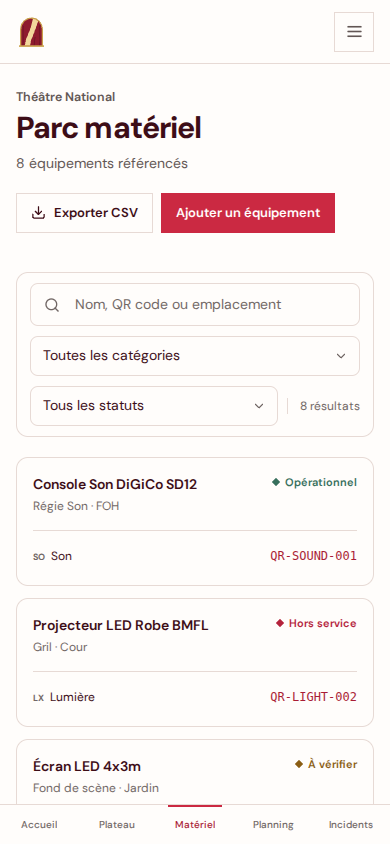 Théâtre National
Parc matériel
8 équipements référencés
Exporter CSV
Ajouter un équipement
Nom, QR code ou emplacement
Toutes les catégories
Tous les statuts
8 résultats
Console Son DiGiCo SD12
Opérationnel
Régie Son · FOH
SO Son
QR-SOUND-001
Projecteur LED Robe BMFL
Hors service
Gril · Cour
LX Lumière
QR-LIGHT-002
Écran LED 4x3m
À vérifier
Fond de scène · Jardin
Accueil
Plateau
Matériel
Planning
Incidents